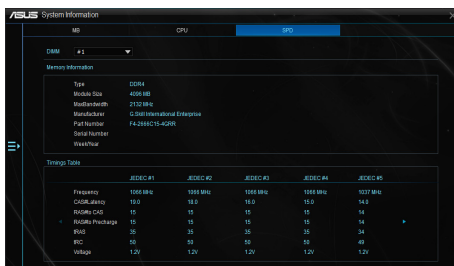 ASUS System Information
MB CPU SPD
DIMM #1
Memory Information
Type DDR4
Module Size 4096 MB
MaxBandwidth 2132 MHz
Manufacturer G.Skill International Enterprise
Part Number F4-2666C15-4GRR
Serial Number
Week/Year
Timings Table
JEDEC #1 JEDEC #2 JEDEC #3 JEDEC #4 JEDEC #5
Frequency 1066 MHz 1066 MHz 1066 MHz 1066 MHz 1037 MHz
CAS#Latency 19.0 18.0 16.0 15.0 14.0
RAS#to CAS 15 15 15 15 14
RAS#to Precharge 15 15 15 15 14
tRAS 35 35 35 35 34
tRC 50 50 50 50 49
Voltage 1.2V 1.2V 1.2V 1.2V 1.2V